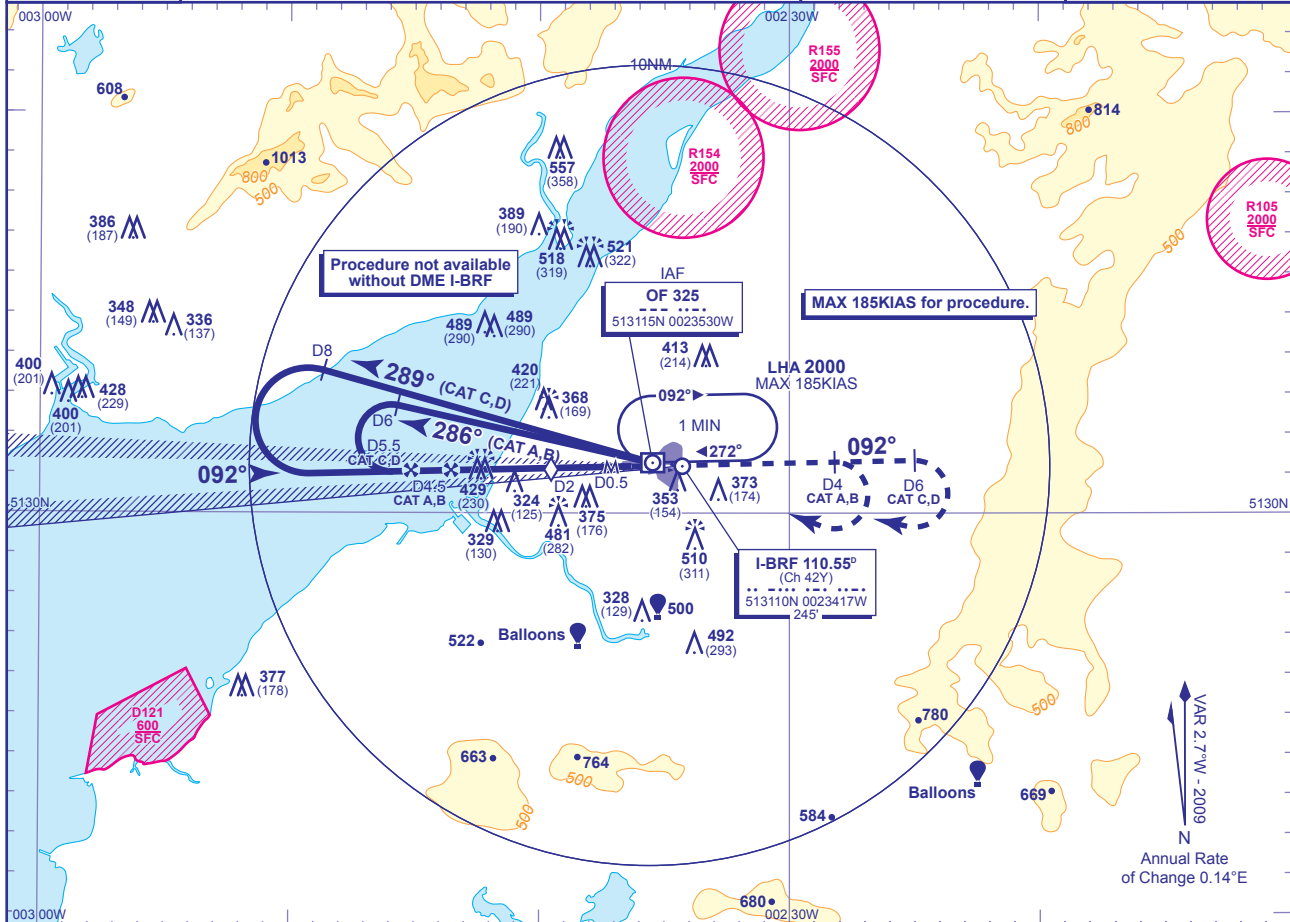 003 00W
002 30W
10NM
R155
2000
SFC
608
814
800
1013
800
500
557
(358)
R154
2000
SFC
R105
2000
SFC
386
(187)
389
(190)
518
(319)
521
(322)
500
Procedure not available
without DME I-BRF
IAF
OF 325
513115N 0023530W
MAX 185KIAS for procedure.
348
(149)
336
(137)
489
(290)
489
(290)
413
(214)
D8
289° (CAT C,D)
LHA 2000
MAX 185KIAS
400
(201)
428
(229)
400
(201)
420
(221)
368
(169)
092°
D6
286° (CAT A,B)
1 MIN
272°
D5.5
CAT C,D
092°
092°
D4.5
CAT A,B
429
(230)
324
(125)
D2
D0.5
375
(176)
353
(154)
373
(174)
D4
CAT A,B
D6
CAT C,D
5130N
5130N
329
(130)
481
(282)
510
(311)
I-BRF 110.55ᴰ
(Ch 42Y)
513110N 0023417W
245'
328
(129)
500
522
Balloons
492
(293)
377
(178)
D121
600
SFC
500
780
663
764
500
500
Balloons
669
584
VAR 2.7°W - 2009
N
Annual Rate
of Change 0.14°E
680
003 00W
002 30W